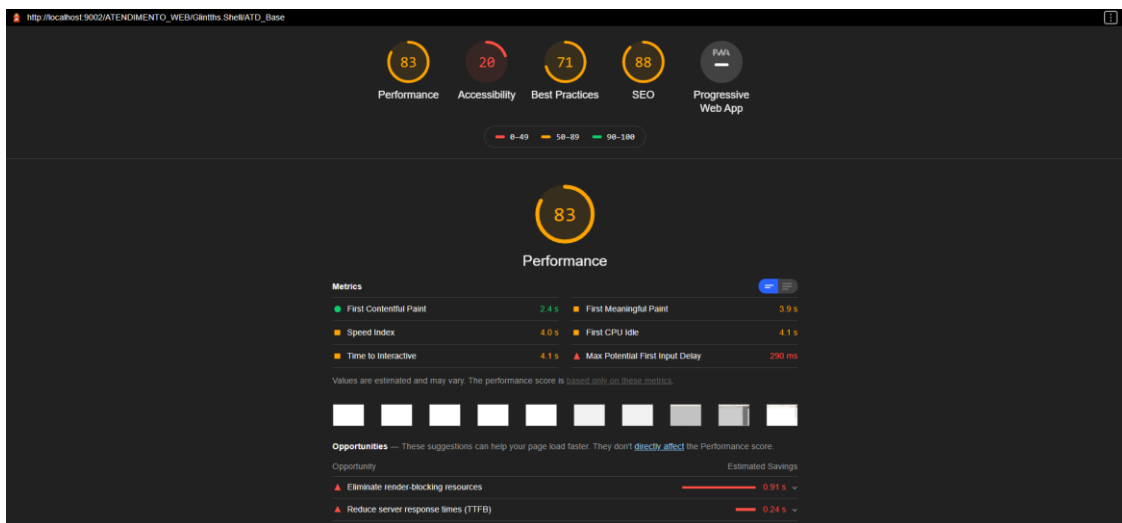 http://localhost:9002/ATENDIMENTO_WEB/Glintths.Shell/ATD_Base
83 20 71 88 PWA
Performance Accessibility Best Practices SEO Progressive
Web App
0–49 50–89 90–100
83
Performance
Metrics
First Contentful Paint 2.4 s First Meaningful Paint 3.9 s
Speed Index 4.0 s First CPU Idle 4.1 s
Time to Interactive 4.1 s Max Potential First Input Delay 290 ms
Values are estimated and may vary. The performance score is based only on these metrics.
Opportunities — These suggestions can help your page load faster. They don't directly affect the Performance score.
Opportunity Estimated Savings
Eliminate render-blocking resources 0.91 s
Reduce server response times (TTFB) 0.24 s